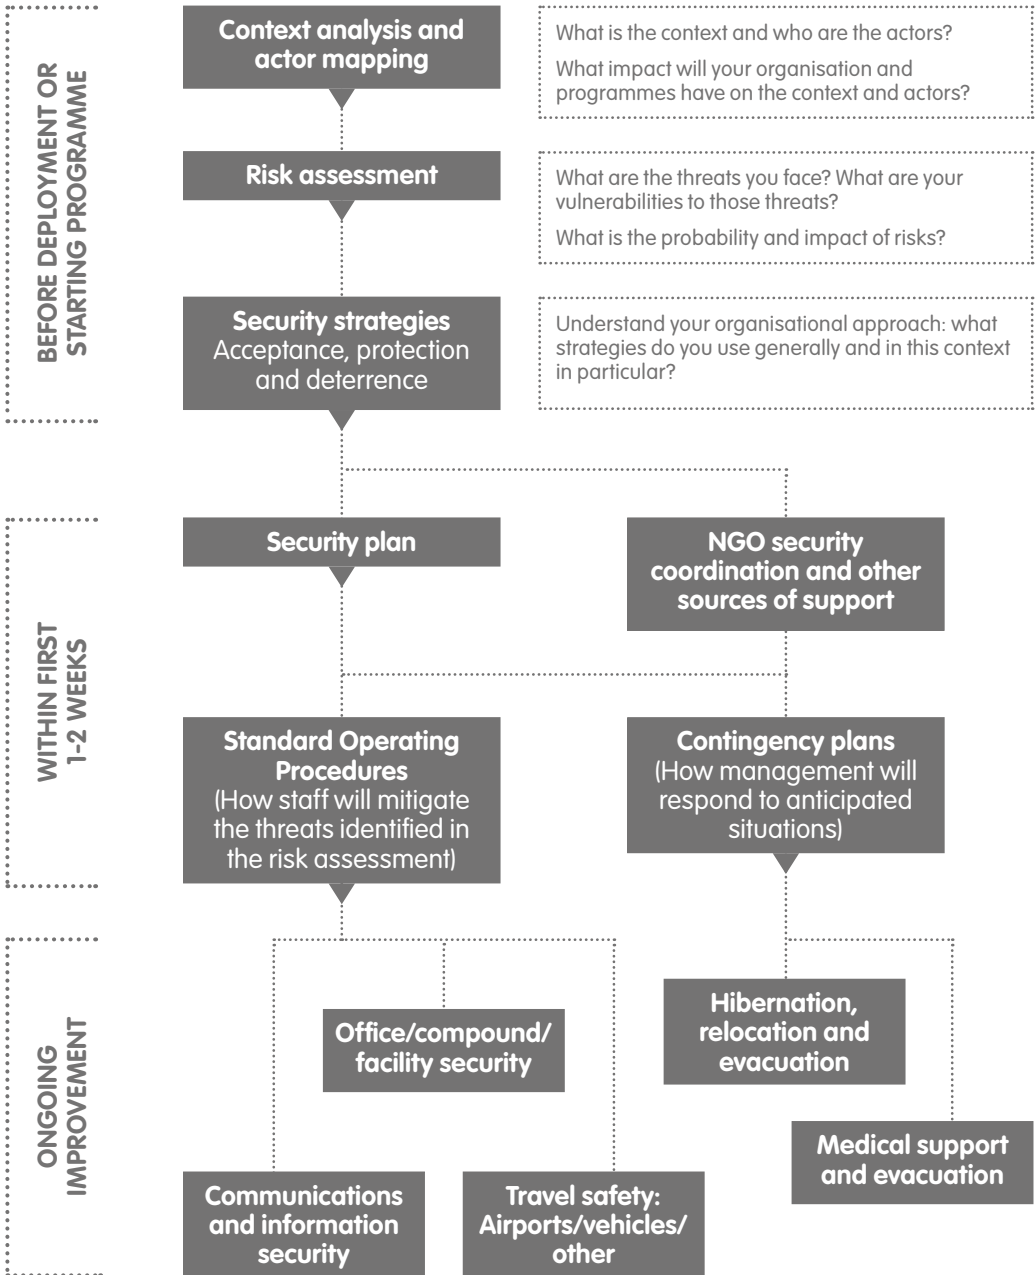 BEFORE DEPLOYMENT OR
STARTING PROGRAMME
Context analysis and
actor mapping
What is the context and who are the actors?
What impact will your organisation and
programmes have on the context and actors?
Risk assessment
What are the threats you face? What are your
vulnerabilities to those threats?
What is the probability and impact of risks?
Security strategies
Acceptance, protection
and deterrence
Understand your organisational approach: what
strategies do you use generally and in this context
in particular?
WITHIN FIRST
1-2 WEEKS
Security plan
NGO security
coordination and other
sources of support
Standard Operating
Procedures
(How staff will mitigate
the threats identified in
the risk assessment)
Contingency plans
(How management will
respond to anticipated
situations)
ONGOING
IMPROVEMENT
Office/compound/
facility security
Hibernation,
relocation and
evacuation
Communications
and information
security
Travel safety:
Airports/vehicles/
other
Medical support
and evacuation